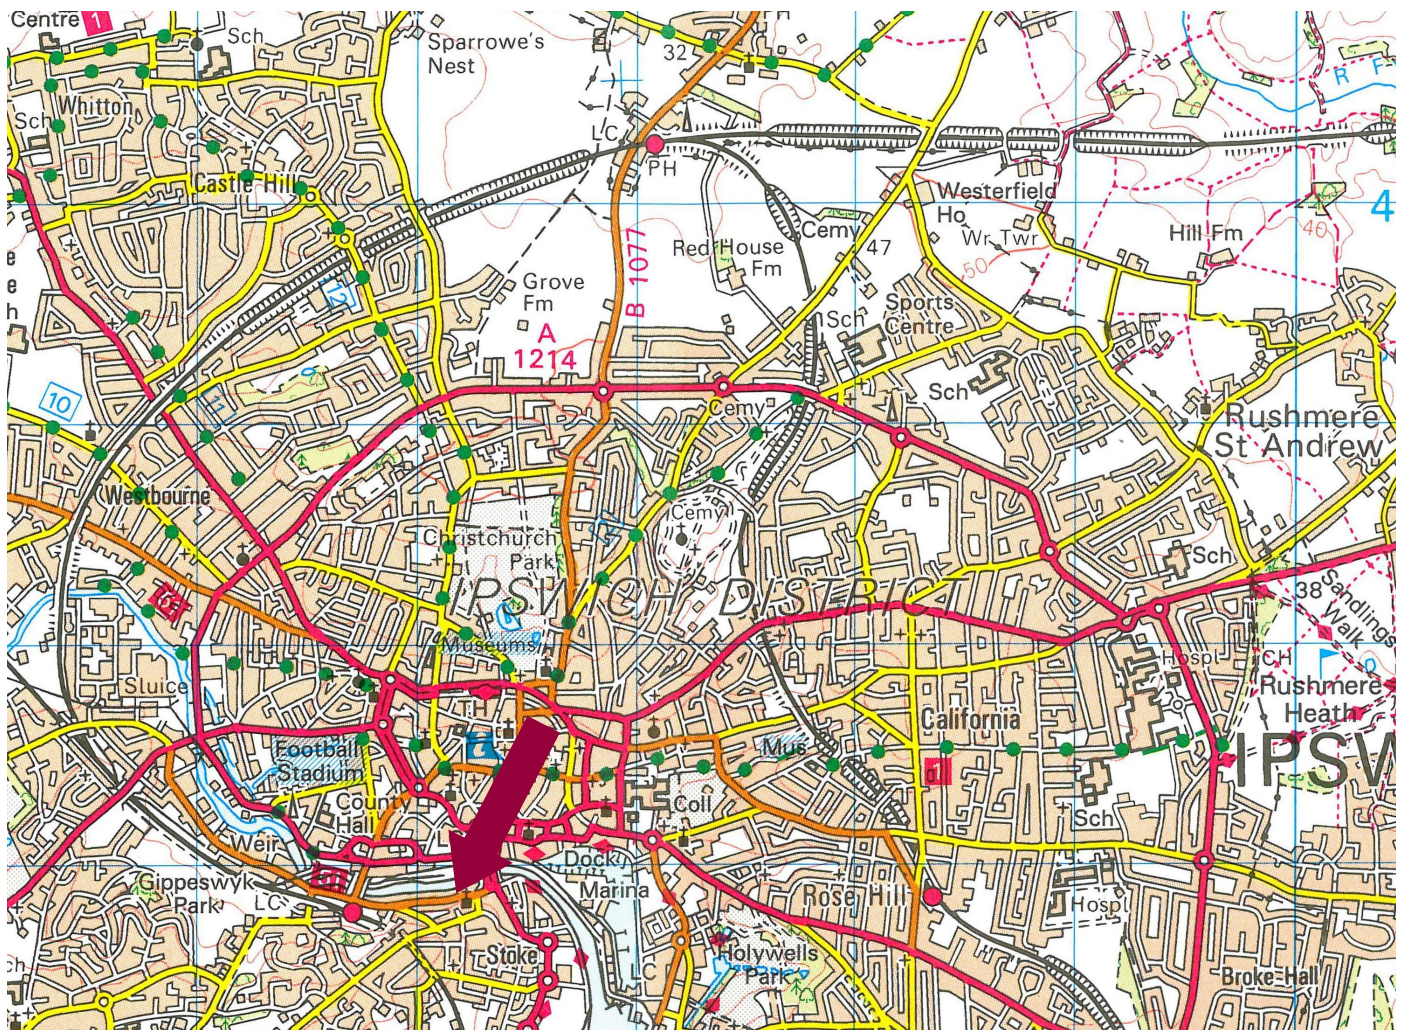 Centre
1
Sch
Sparrowe's
Nest
32
PH
R F
Whitton
Sch
LC
PH
Castle Hill
Westerfield
Ho
Cemy
47
Wr Twr
Hill Fm
40
4
Red House
Fm
50
B 1077
Grove
Fm
A
1214
Sch
Sports
Centre
Sch
10
11
Cemy
Rushmere
St Andrew
Westbourne
Cemy
Christchurch
Park
Sch
IPSWICH DISTRICT
38
Sandlings
Walk
Museums
CH
Hospl
Sluice
Rushmere
Heath
TH
California
Football
Stadium
Mus
IPSW
County
Hall
Coll
Sch
Weir
Dock
Gippeswyk
Park
LC
Marina
Rose Hill
Hospl
Stoke
Holywells
Park
LC
Broke Hall